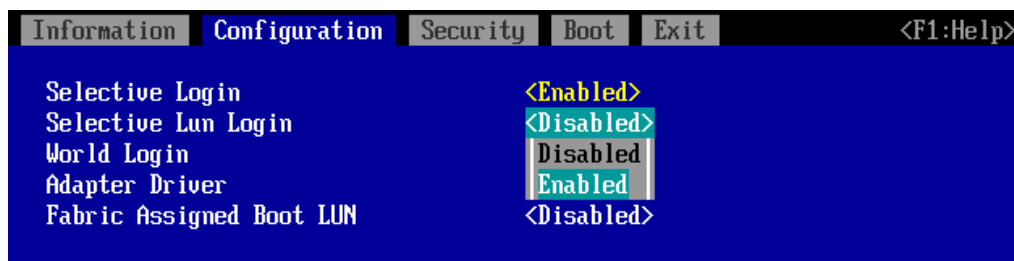 Information Configuration Security Boot Exit <F1:Help>
Selective Login <Enabled>
Selective Lun Login <Disabled>
World Login Disabled
Adapter Driver Enabled
Fabric Assigned Boot LUN <Disabled>